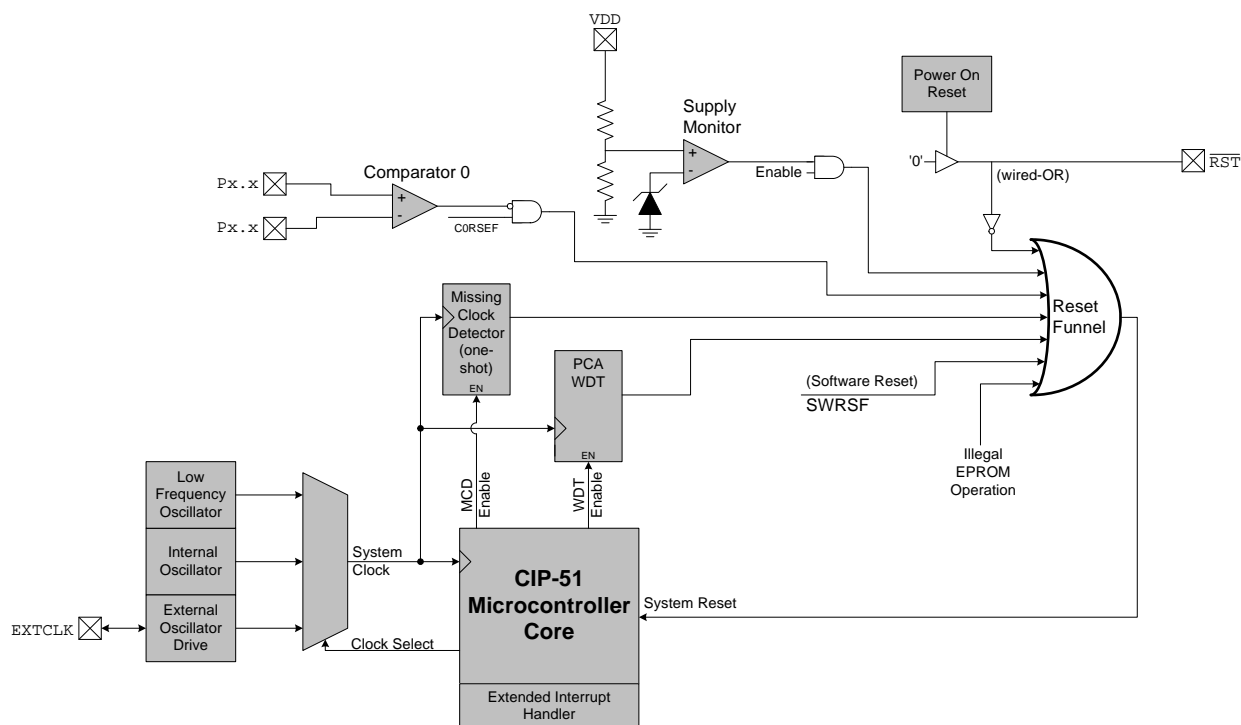 VDD
Power On
Reset
Supply
Monitor
+
-
Enable
'0'
(wired-OR)
RST
Comparator 0
Px.x
+
Px.x
-
C0RSEF
Missing
Clock
Detector
(one-
shot)
EN
PCA
WDT
EN
Reset
Funnel
(Software Reset)
SWRSF
Illegal
EPROM
Operation
MCD
Enable
WDT
Enable
Low
Frequency
Oscillator
Internal
Oscillator
External
Oscillator
Drive
EXTCLK
System
Clock
Clock Select
CIP-51
Microcontroller
Core
System Reset
Extended Interrupt
Handler